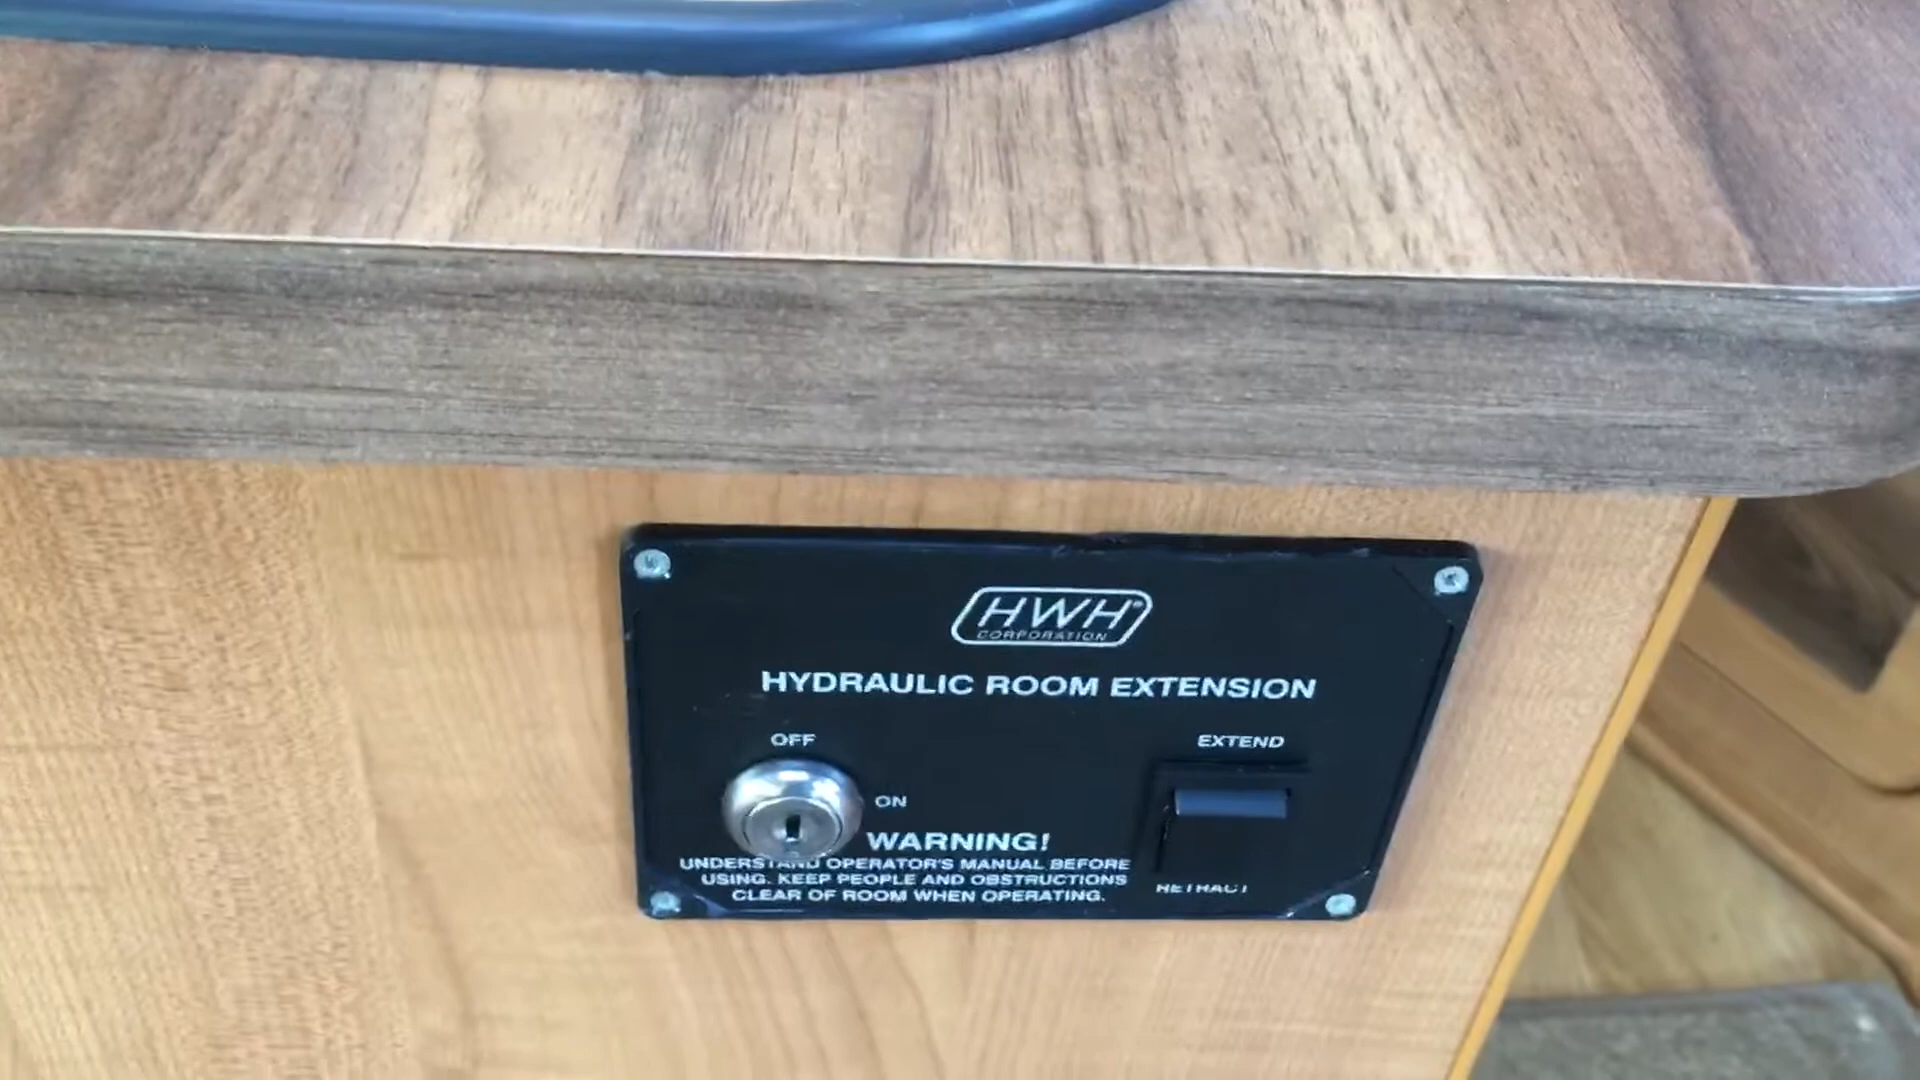 HWH®
CORPORATION
HYDRAULIC ROOM EXTENSION
OFF
EXTEND
ON
WARNING!
UNDERSTAND OPERATOR'S MANUAL BEFORE
USING. KEEP PEOPLE AND OBSTRUCTIONS
CLEAR OF ROOM WHEN OPERATING.
RETRACT